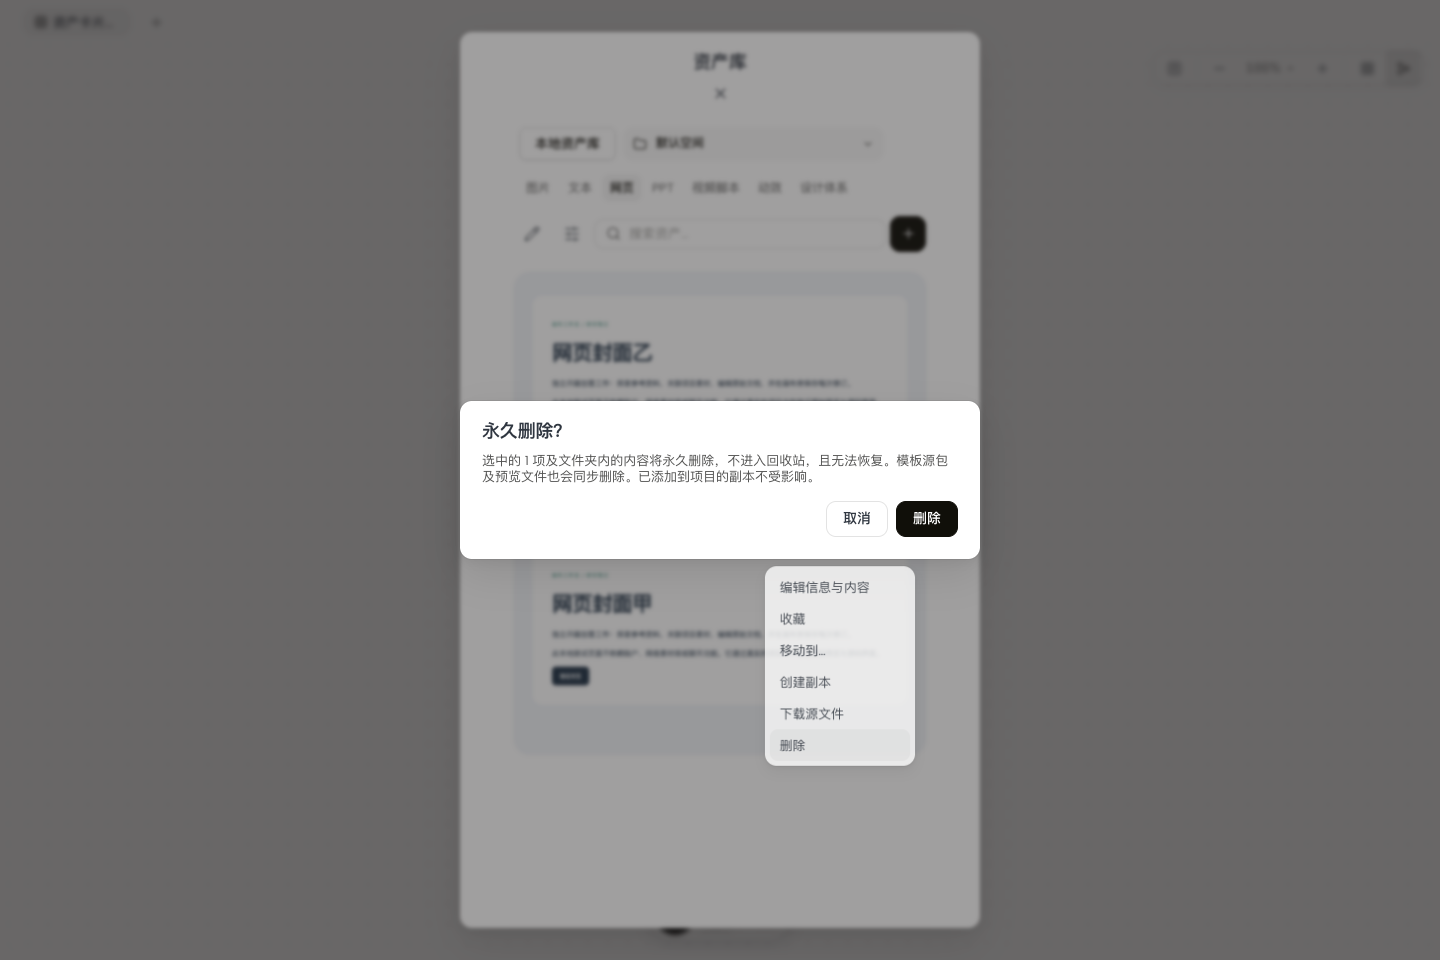 资产库
本地资产库
默认空间
图片 文本 网页 PPT 视频脚本 动效 设计体系
搜索资产...
网页封面乙
永久删除?
选中的 1 项及文件夹内的内容将永久删除，不进入回收站，且无法恢复。模板源包
及预览文件也会同步删除。已添加到项目的副本不受影响。
取消
删除
网页封面甲
编辑信息与内容
收藏
移动到...
创建副本
下载源文件
删除